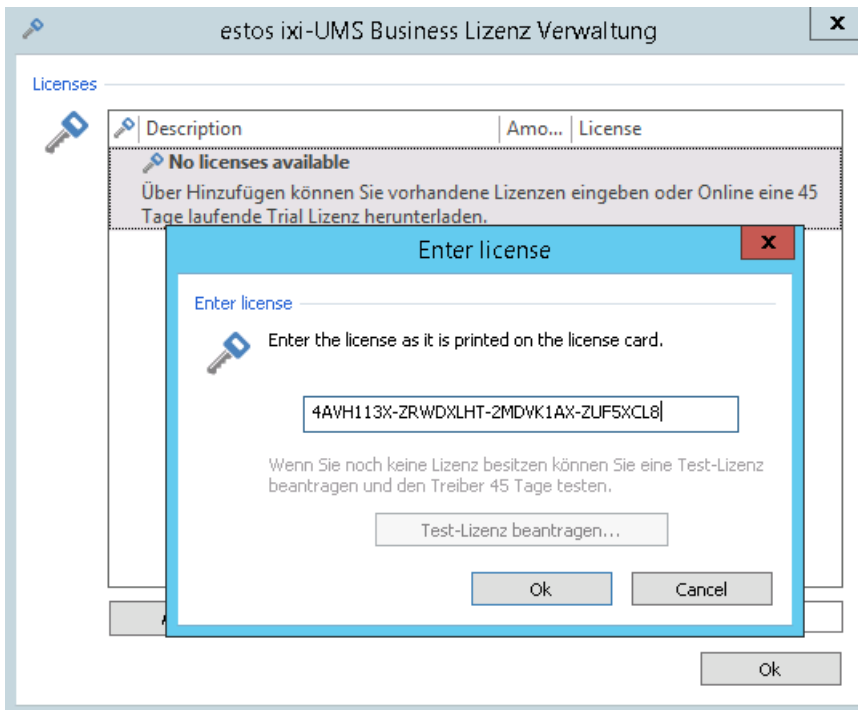 estos ixi-UMS Business Lizenz Verwaltung
x
Licenses
Description Amo... License
No licenses available
Über Hinzufügen können Sie vorhandene Lizenzen eingeben oder Online eine 45
Tage laufende Trial Lizenz herunterladen.
Enter license
x
Enter license
Enter the license as it is printed on the license card.
4AVH113X-ZRWDXLHT-2MDVK1AX-ZUF5XCL8
Wenn Sie noch keine Lizenz besitzen können Sie eine Test-Lizenz
beantragen und den Treiber 45 Tage testen.
Test-Lizenz beantragen...
Ok Cancel
Ok